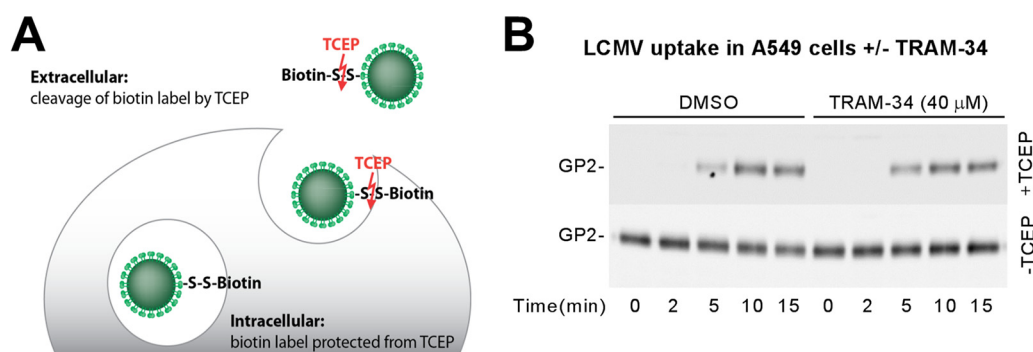 A
Extracellular:
cleavage of biotin label by TCEP
TCEP
Biotin-S-S-
TCEP
-S-S-Biotin
-S-S-Biotin
Intracellular:
biotin label protected from TCEP
B
LCMV uptake in A549 cells +/- TRAM-34
DMSO TRAM-34 (40 µM)
GP2- +TCEP
GP2- -TCEP
Time(min) 0 2 5 10 15 0 2 5 10 15